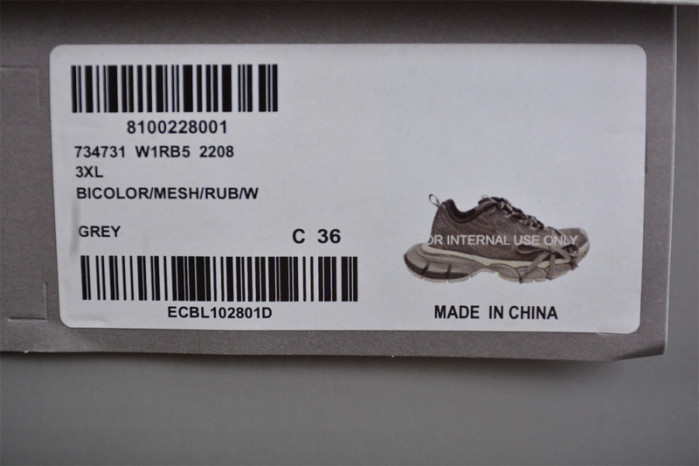 8100228001
734731 W1RB5 2208
3XL
BICOLOR/MESH/RUB/W
GREY
C 36
OR INTERNAL USE ONLY
ECBL102801D
MADE IN CHINA